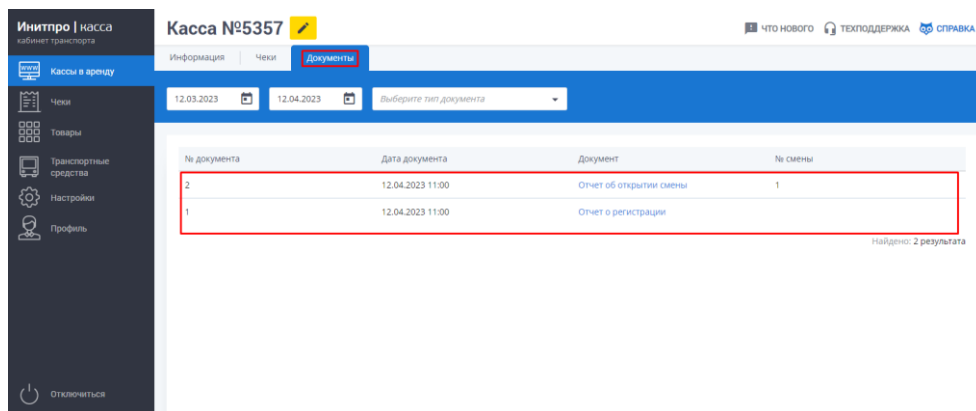 Инитпро | касса
кабинет транспорта
Кассы в аренду
Чеки
Товары
Транспортные
средства
Настройки
Профиль
Отключиться
Касса №5357
ЧТО НОВОГО ТЕХПОДДЕРЖКА СПРАВКА
Информация Чеки Документы
12.03.2023 12.04.2023 Выберите тип документа
№ документа Дата документа Документ № смены
2 12.04.2023 11:00 Отчет об открытии смены 1
1 12.04.2023 11:00 Отчет о регистрации
Найдено: 2 результата